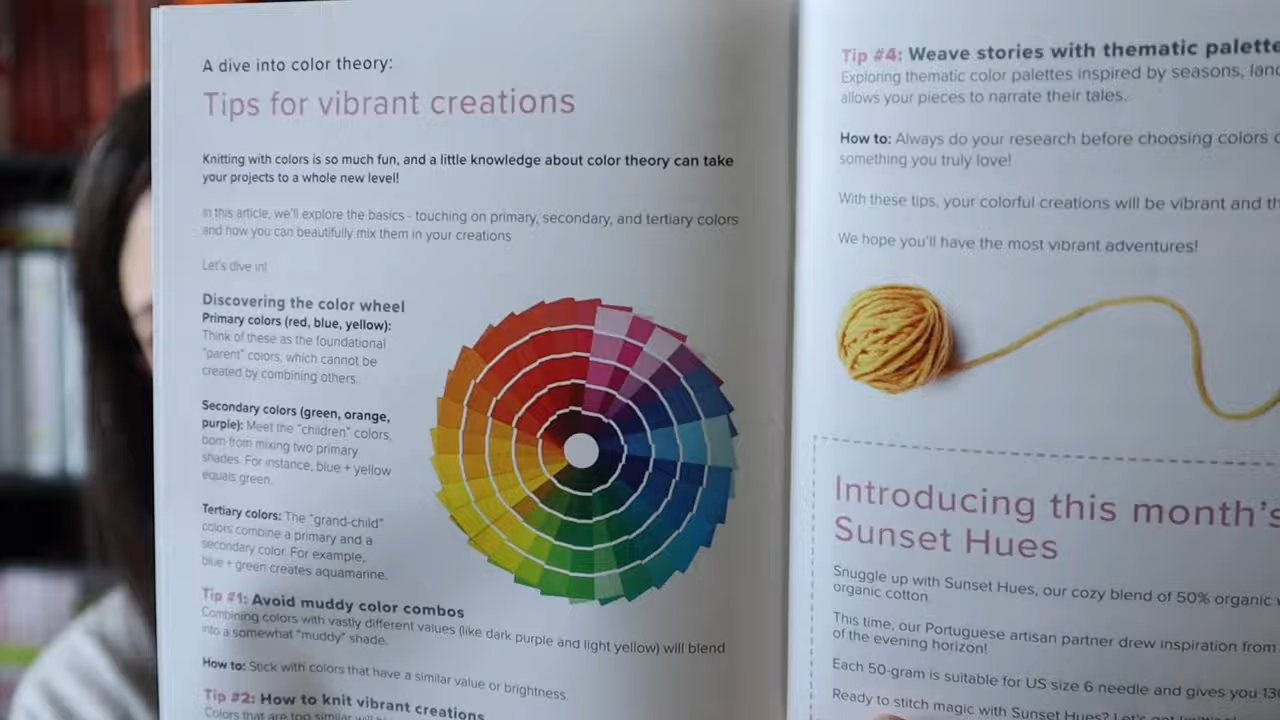 A dive into color theory:
Tips for vibrant creations
Knitting with colors is so much fun, and a little knowledge about color theory can take
your projects to a whole new level!
In this article, we'll explore the basics - touching on primary, secondary, and tertiary colors
and how you can beautifully mix them in your creations
Let's dive in!
Discovering the color wheel
Primary colors (red, blue, yellow):
Think of these as the foundational
"parent" colors, which cannot be
created by combining others.
Secondary colors (green, orange,
purple): Meet the "children" colors,
born from mixing two primary
shades. For instance, blue + yellow
equals green.
Tertiary colors: The "grand-child"
colors combine a primary and a
secondary color. For example,
blue + green creates aquamarine.
Tip #1: Avoid muddy color combos
Combining colors with vastly different values (like dark purple and light yellow) will blend
into a somewhat "muddy" shade.
How to: Stick with colors that have a similar value or brightness.
Tip #2: How to knit vibrant creations
Colors that are too similar will
Tip #4: Weave stories with thematic palette
Exploring thematic color palettes inspired by seasons,
allows your pieces to narrate their tales.
How to: Always do your research before choosing colors
something you truly love!
With these tips, your colorful creations will be vibrant and
We hope you'll have the most vibrant adventures!
Introducing this month's
Sunset Hues
Snuggle up with Sunset Hues, our cozy blend of 50% organic
organic cotton.
This time, our Portuguese artisan partner drew inspiration from
of the evening horizon!
Each 50-gram is suitable for US size 6 needle and gives you
Ready to stitch magic with Sunset Hues? Let's get